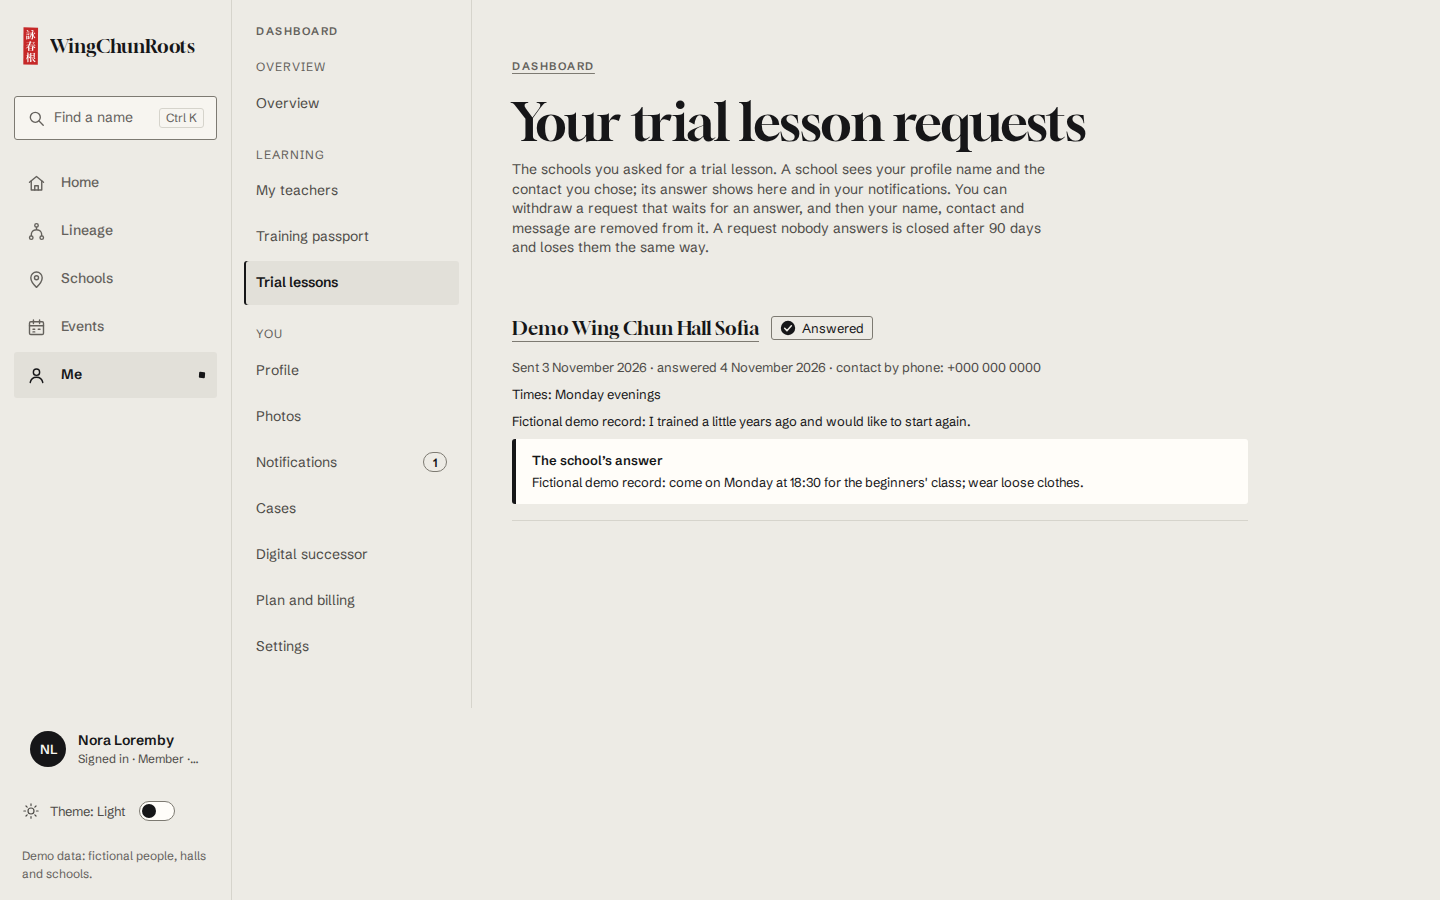 詠春根
WingChunRoots
Find a name
Ctrl K
Home
Lineage
Schools
Events
Me
NL
Nora Loremby
Signed in · Member ·…
Theme: Light
Demo data: fictional people, halls
and schools.
DASHBOARD
OVERVIEW
Overview
LEARNING
My teachers
Training passport
Trial lessons
YOU
Profile
Photos
Notifications
1
Cases
Digital successor
Plan and billing
Settings
DASHBOARD
Your trial lesson requests
The schools you asked for a trial lesson. A school sees your profile name and the
contact you chose; its answer shows here and in your notifications. You can
withdraw a request that waits for an answer, and then your name, contact and
message are removed from it. A request nobody answers is closed after 90 days
and loses them the same way.
Demo Wing Chun Hall Sofia
Answered
Sent 3 November 2026 · answered 4 November 2026 · contact by phone: +000 000 0000
Times: Monday evenings
Fictional demo record: I trained a little years ago and would like to start again.
The school’s answer
Fictional demo record: come on Monday at 18:30 for the beginners' class; wear loose clothes.